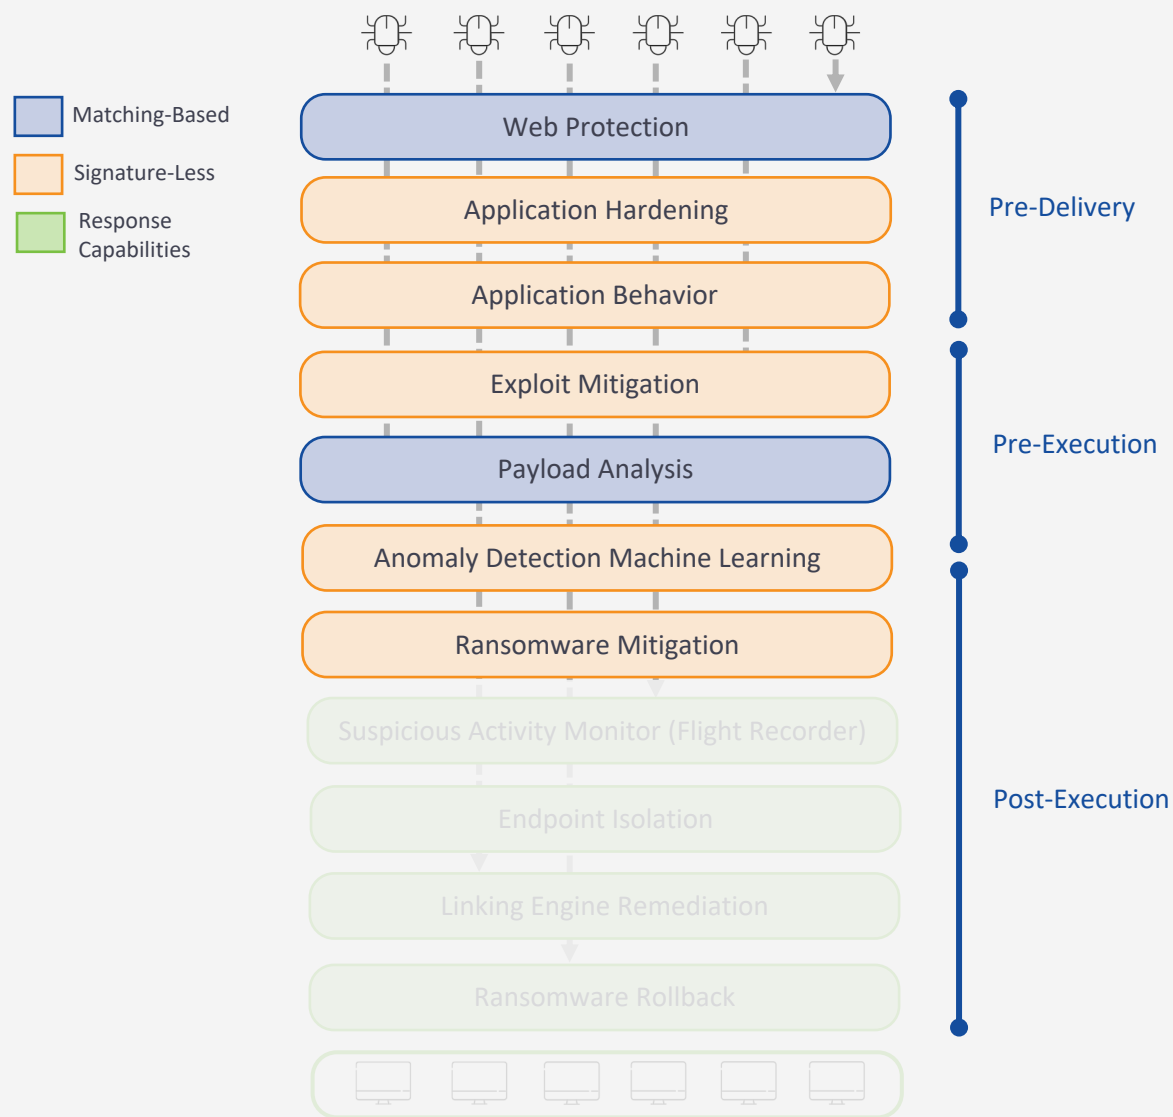 Matching-Based
Signature-Less
Response
Capabilities
Web Protection
Application Hardening
Application Behavior
Exploit Mitigation
Payload Analysis
Anomaly Detection Machine Learning
Ransomware Mitigation
Suspicious Activity Monitor (Flight Recorder)
Endpoint Isolation
Linking Engine Remediation
Ransomware Rollback
Pre-Delivery
Pre-Execution
Post-Execution